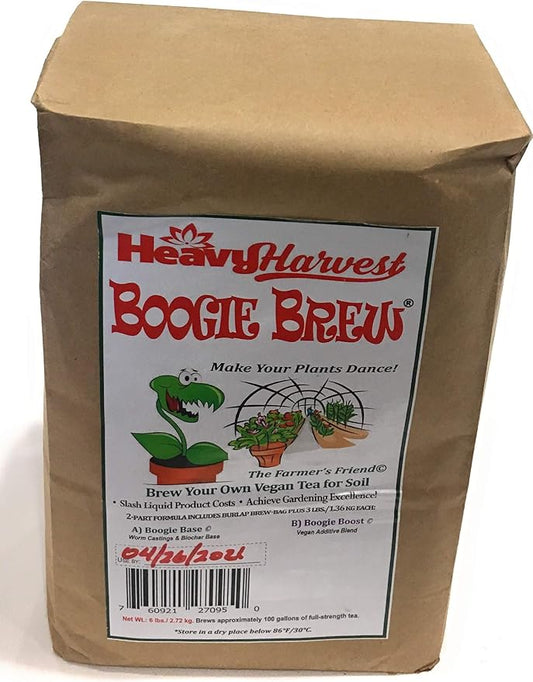 HeavyHarvest
BOOGIE BREW®
Make Your Plants Dance!
The Farmer's Friend©
Brew Your Own Vegan Tea for Soil
· Slash Liquid Product Costs · Achieve Gardening Excellence!
2-PART FORMULA INCLUDES BURLAP BREW-BAG PLUS 3 LBS/1.36 KG EACH:
A) Boogie Base ©
B) Boogie Boost ©
Worm Castings & Biochar Base
Vegan Additive Blend
USE BY: 04/26/2021
7 60921 27095 0
Net WT.: 6 lbs./ 2.72 kg. Brews approximately 100 gallons of full-strength tea.
*Store in a dry place below 86°F/30°C.